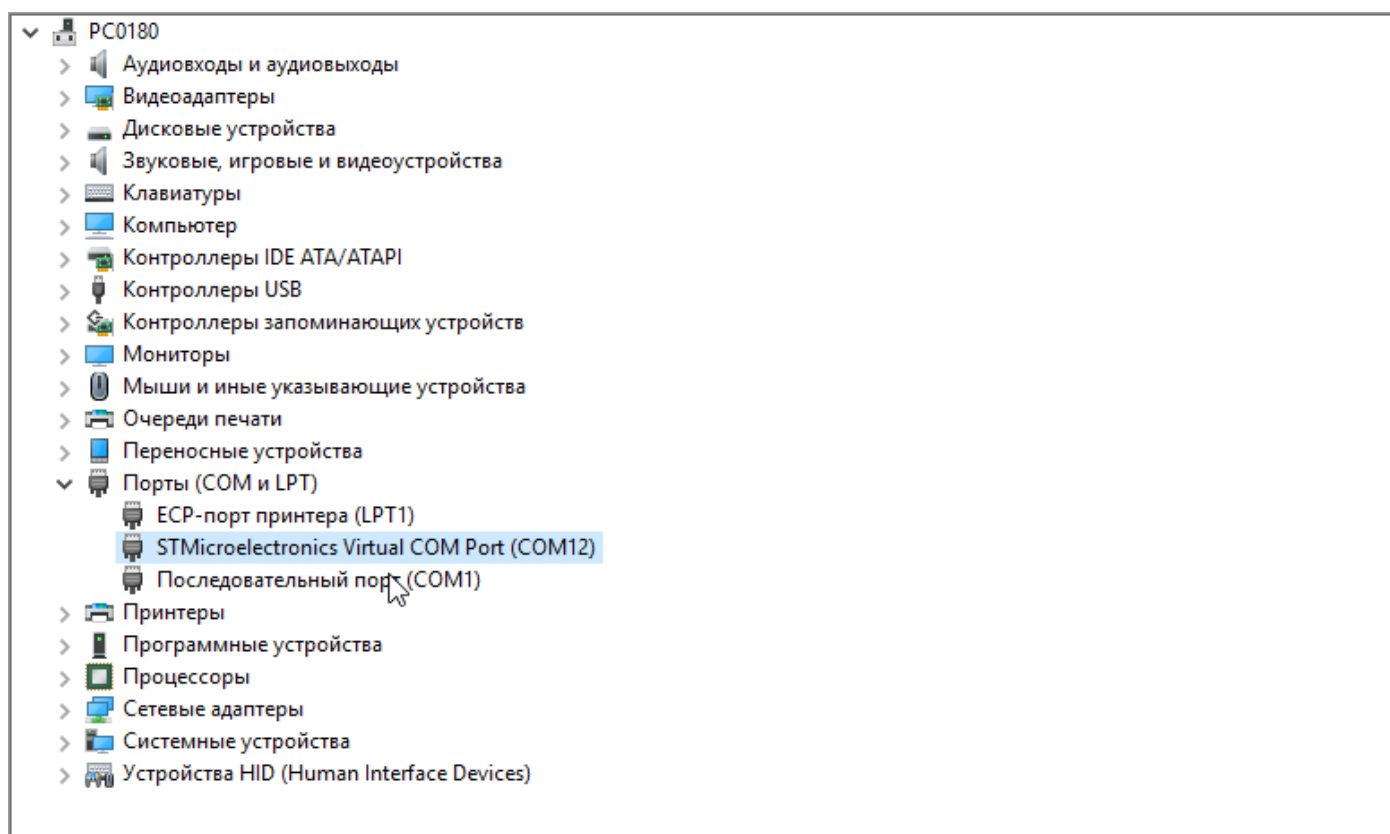 PC0180
Аудиовходы и аудиовыходы
Видеоадаптеры
Дисковые устройства
Звуковые, игровые и видеоустройства
Клавиатуры
Компьютер
Контроллеры IDE ATA/ATAPI
Контроллеры USB
Контроллеры запоминающих устройств
Мониторы
Мыши и иные указывающие устройства
Очереди печати
Переносные устройства
Порты (COM и LPT)
ECP-порт принтера (LPT1)
STMicroelectronics Virtual COM Port (COM12)
Последовательный порт (COM1)
Принтеры
Программные устройства
Процессоры
Сетевые адаптеры
Системные устройства
Устройства HID (Human Interface Devices)